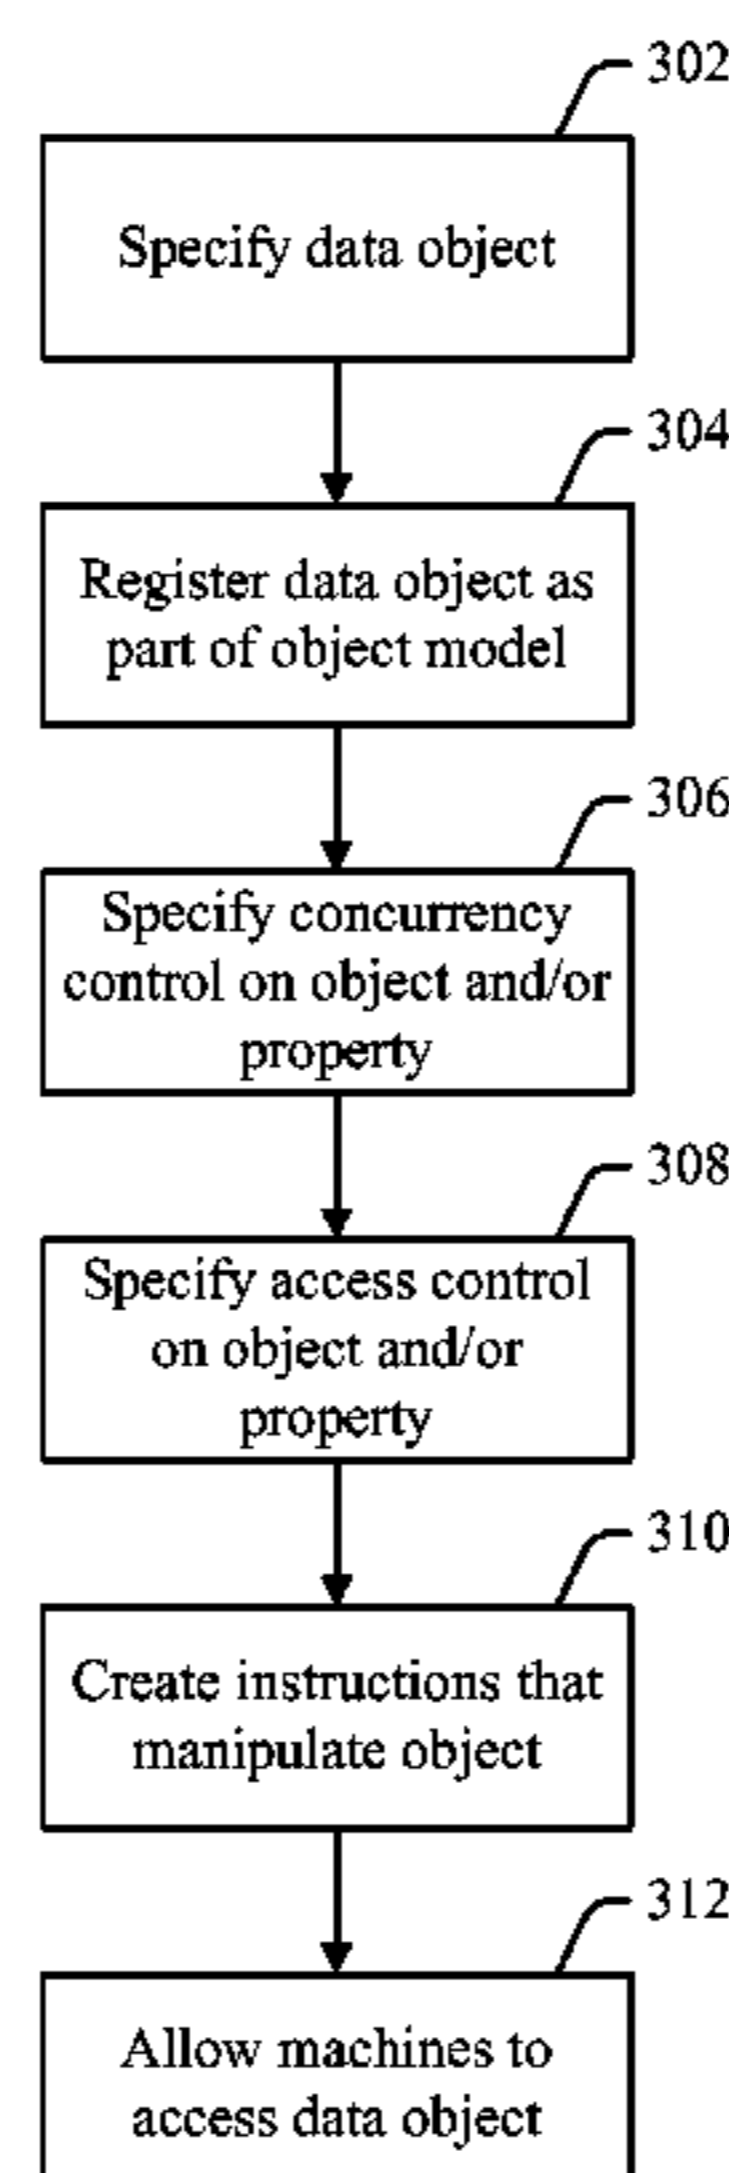 302
Specify data object
304
Register data object as
part of object model
306
Specify concurrency
control on object and/or
property
308
Specify access control
on object and/or
property
310
Create instructions that
manipulate object
312
Allow machines to
access data object